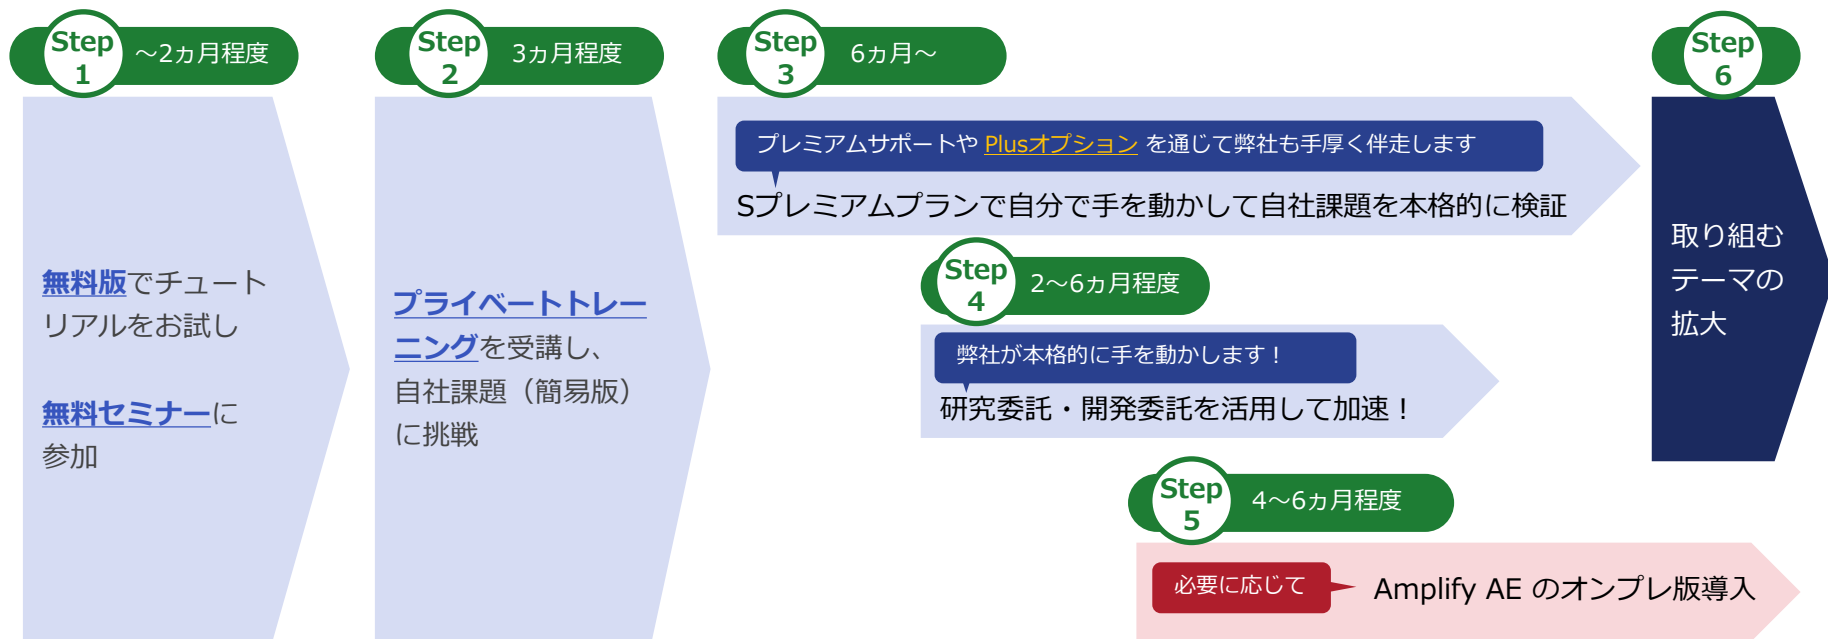 Step
1
～2ヵ月程度
無料版でチュート
リアルをお試し
無料セミナーに
参加
Step
2
3ヵ月程度
プライベートトレー
ニングを受講し、
自社課題（簡易版）
に挑戦
Step
3
6ヵ月～
プレミアムサポートや Plusオプション を通じて弊社も手厚く伴走します
Sプレミアムプランで自分で手を動かして自社課題を本格的に検証
Step
4
2～6ヵ月程度
弊社が本格的に手を動かします！
研究委託・開発委託を活用して加速！
Step
5
4～6ヵ月程度
必要に応じて
Amplify AE のオンプレ版導入
Step
6
取り組む
テーマの
拡大